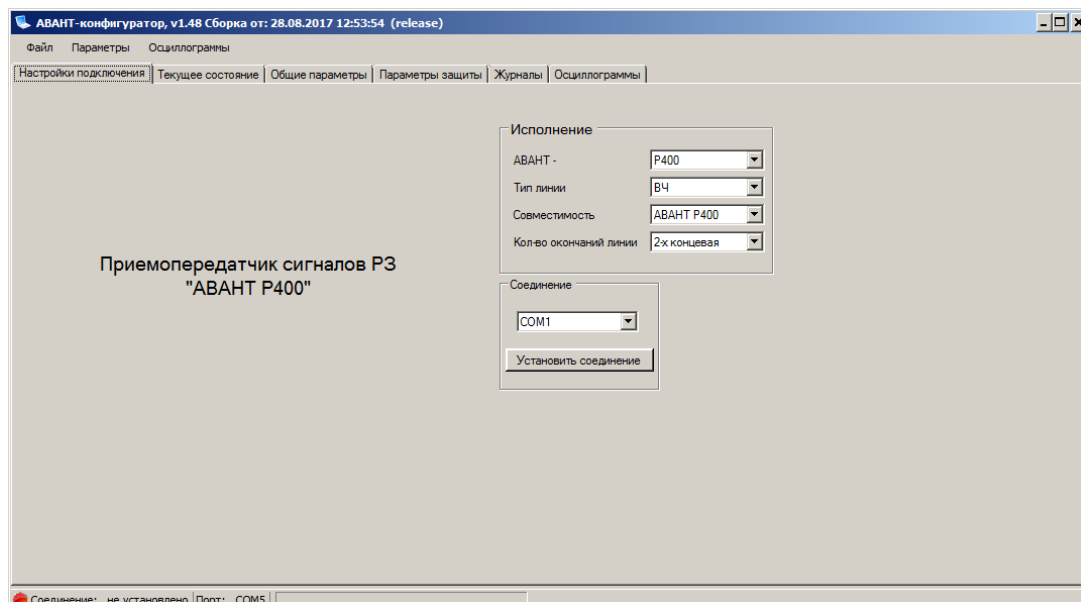 АВАНТ-конфигуратор, v1.48 Сборка от: 28.08.2017 12:53:54 (release)
Файл Параметры Осциллограммы
Настройки подключения Текущее состояние Общие параметры Параметры защиты Журналы Осциллограммы
Приемопередатчик сигналов РЗ
"АВАНТ Р400"
Исполнение
АВАНТ - Р400
Тип линии ВЧ
Совместимость АВАНТ Р400
Кол-во окончаний линии 2-х концевая
Соединение
COM1
Установить соединение
Соединение: не установлено Порт: COM5